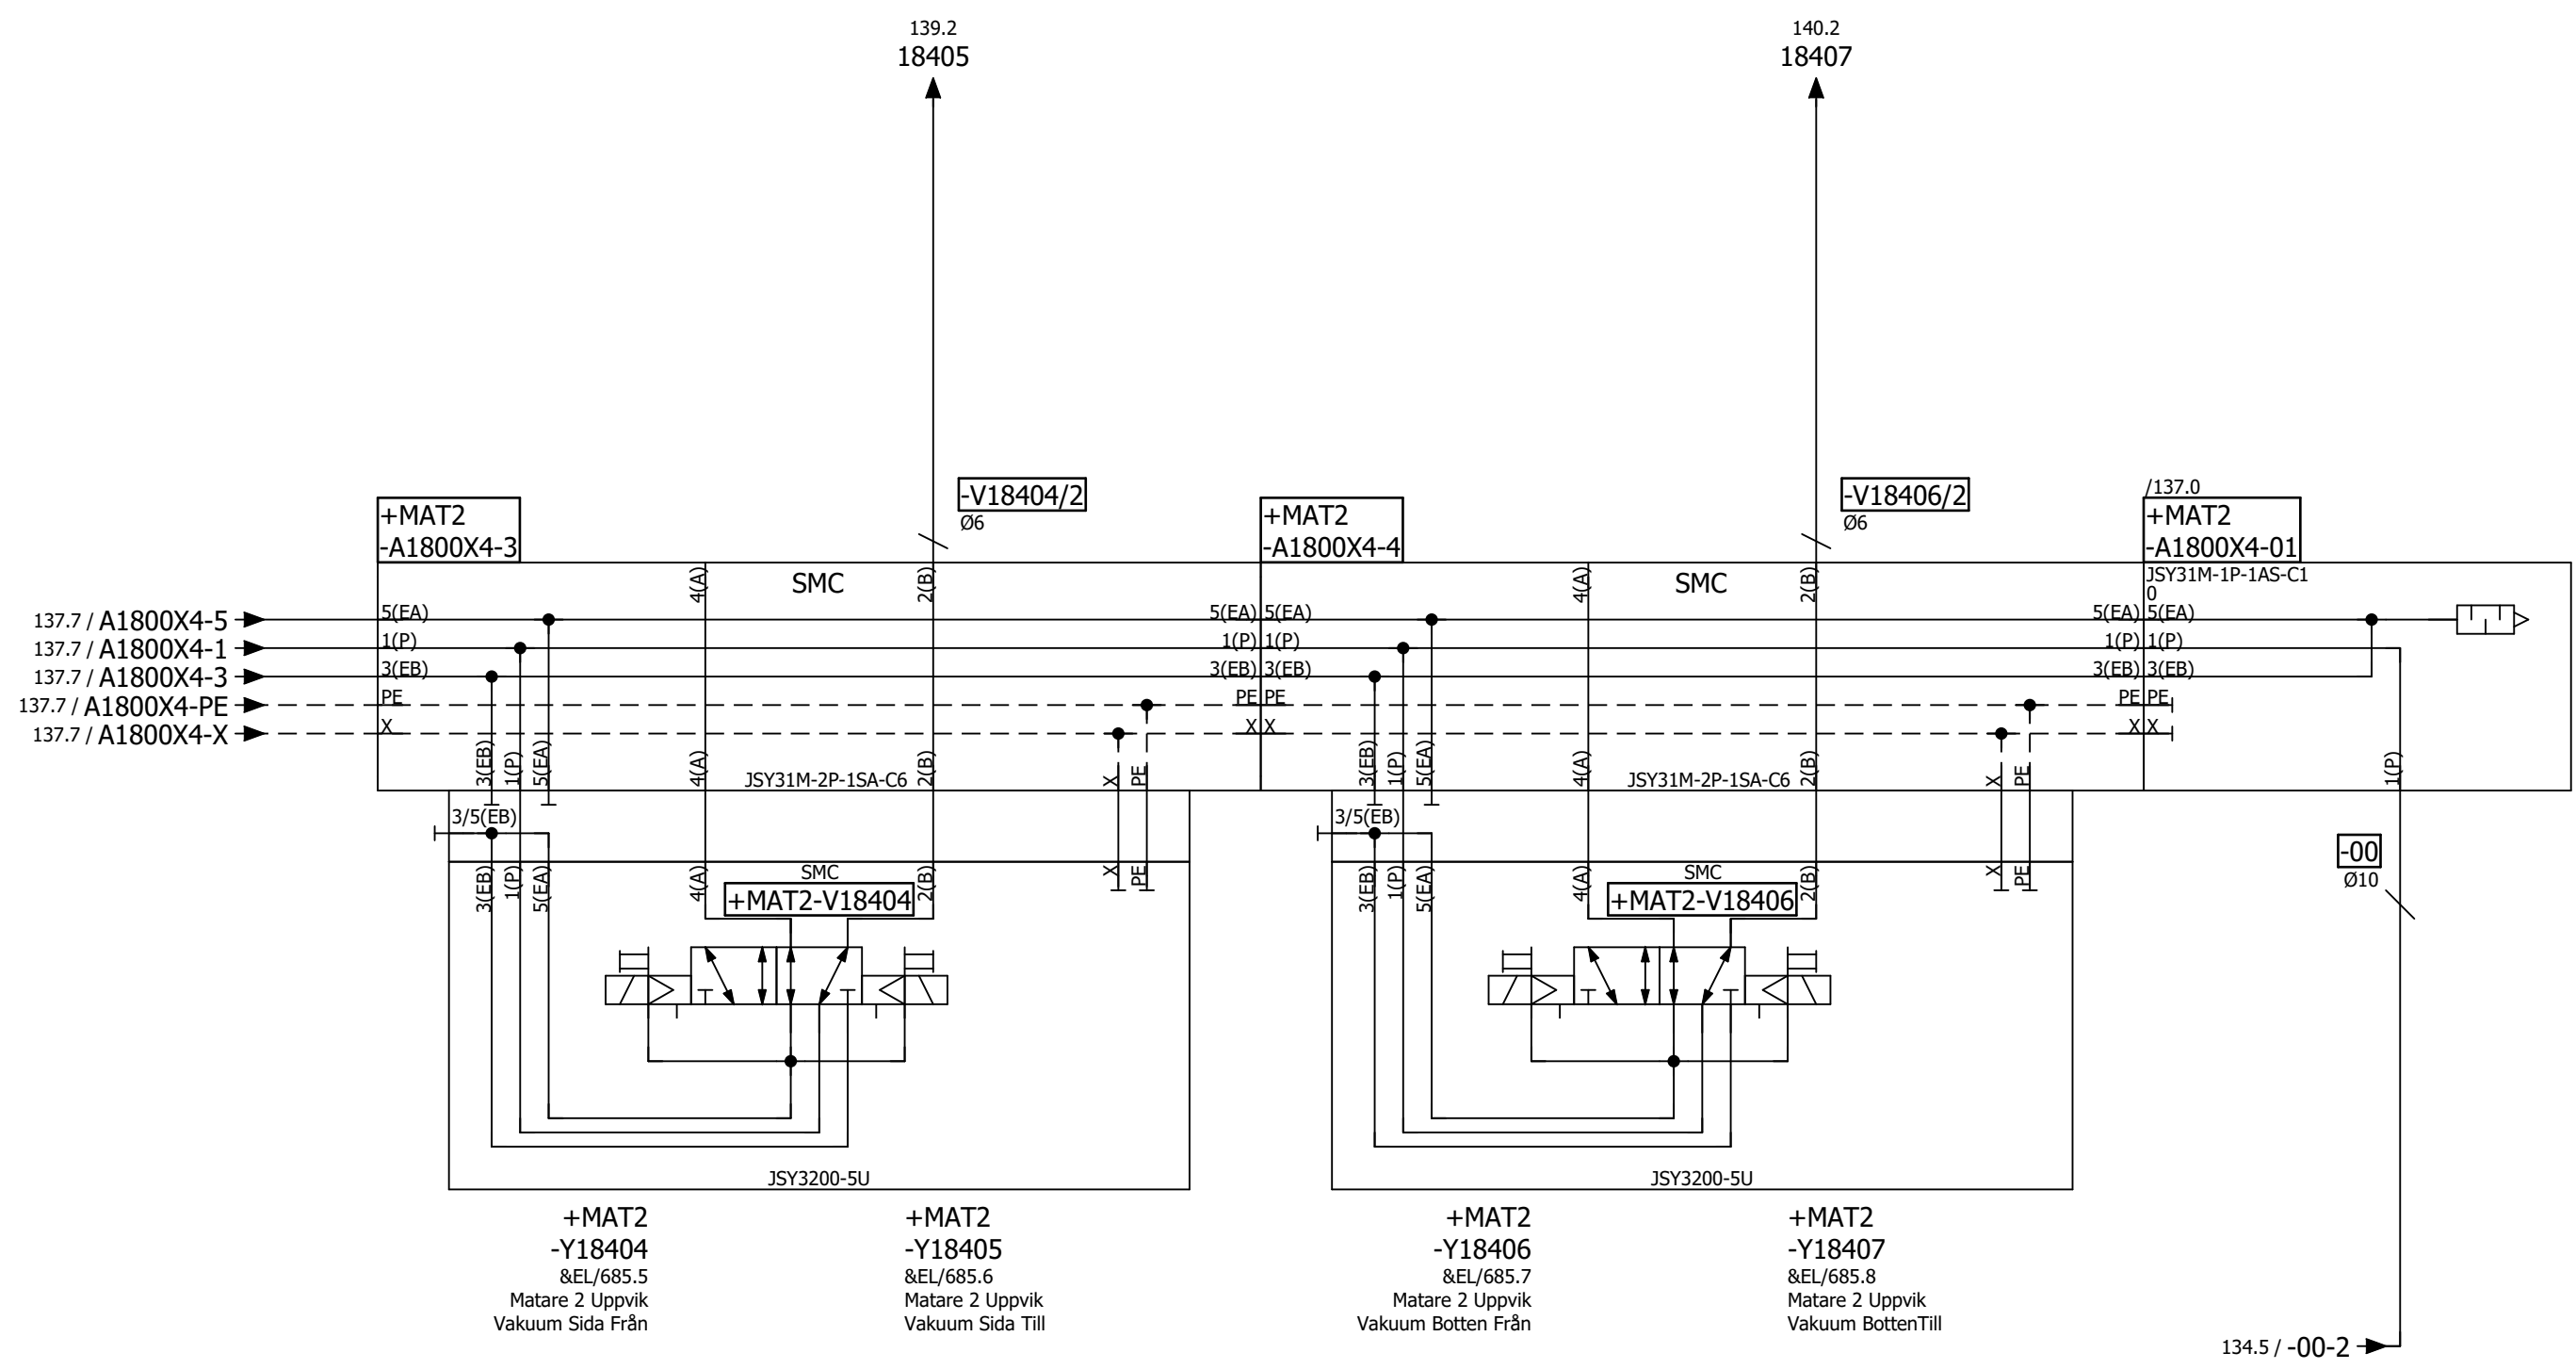 139.2
18405
140.2
18407
-V18404/2
Ø6
-V18406/2
Ø6
+MAT2
-A1800X4-3
+MAT2
-A1800X4-4
/137.0
+MAT2
-A1800X4-01
4(A)
SMC
2(B)
4(A)
SMC
2(B)
JSY31M-1P-1AS-C1
0
137.7 / A1800X4-5
5(EA)
5(EA)
5(EA)
5(EA)
5(EA)
137.7 / A1800X4-1
1(P)
1(P)
1(P)
1(P)
1(P)
137.7 / A1800X4-3
3(EB)
3(EB)
3(EB)
3(EB)
3(EB)
137.7 / A1800X4-PE
PE
PE
PE
PE
PE
137.7 / A1800X4-X
X
X
X
X
X
3(EB)
1(P)
5(EA)
4(A)
JSY31M-2P-1SA-C6
2(B)
X
PE
3(EB)
1(P)
5(EA)
4(A)
JSY31M-2P-1SA-C6
2(B)
X
PE
1(P)
3/5(EB)
3/5(EB)
3(EB)
1(P)
5(EA)
4(A)
SMC
+MAT2-V18404
2(B)
X
PE
3(EB)
1(P)
5(EA)
4(A)
SMC
+MAT2-V18406
2(B)
X
PE
-00
Ø10
JSY3200-5U
JSY3200-5U
+MAT2
-Y18404
&EL/685.5
Matare 2 Uppvik
Vakuum Sida Från
+MAT2
-Y18405
&EL/685.6
Matare 2 Uppvik
Vakuum Sida Till
+MAT2
-Y18406
&EL/685.7
Matare 2 Uppvik
Vakuum Botten Från
+MAT2
-Y18407
&EL/685.8
Matare 2 Uppvik
Vakuum BottenTill
134.5 / -00-2